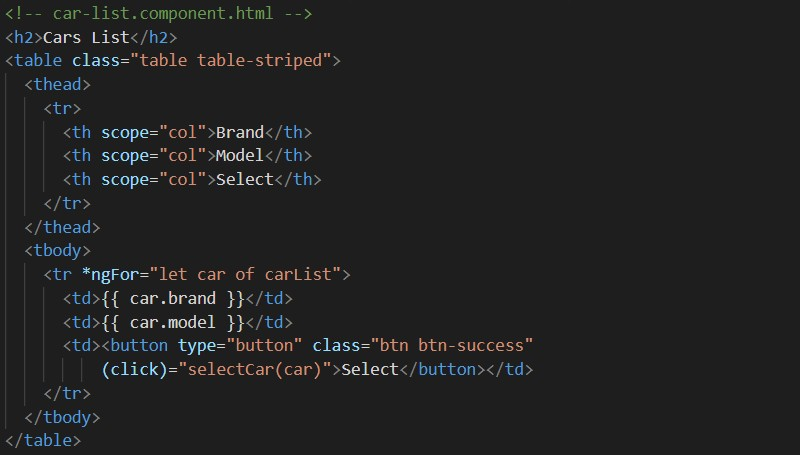 <!-- car-list.component.html -->
<h2>Cars List</h2>
<table class="table table-striped">
  <thead>
    <tr>
      <th scope="col">Brand</th>
      <th scope="col">Model</th>
      <th scope="col">Select</th>
    </tr>
  </thead>
  <tbody>
    <tr *ngFor="let car of carList">
      <td>{{ car.brand }}</td>
      <td>{{ car.model }}</td>
      <td><button type="button" class="btn btn-success"
          (click)="selectCar(car)">Select</button></td>
    </tr>
  </tbody>
</table>